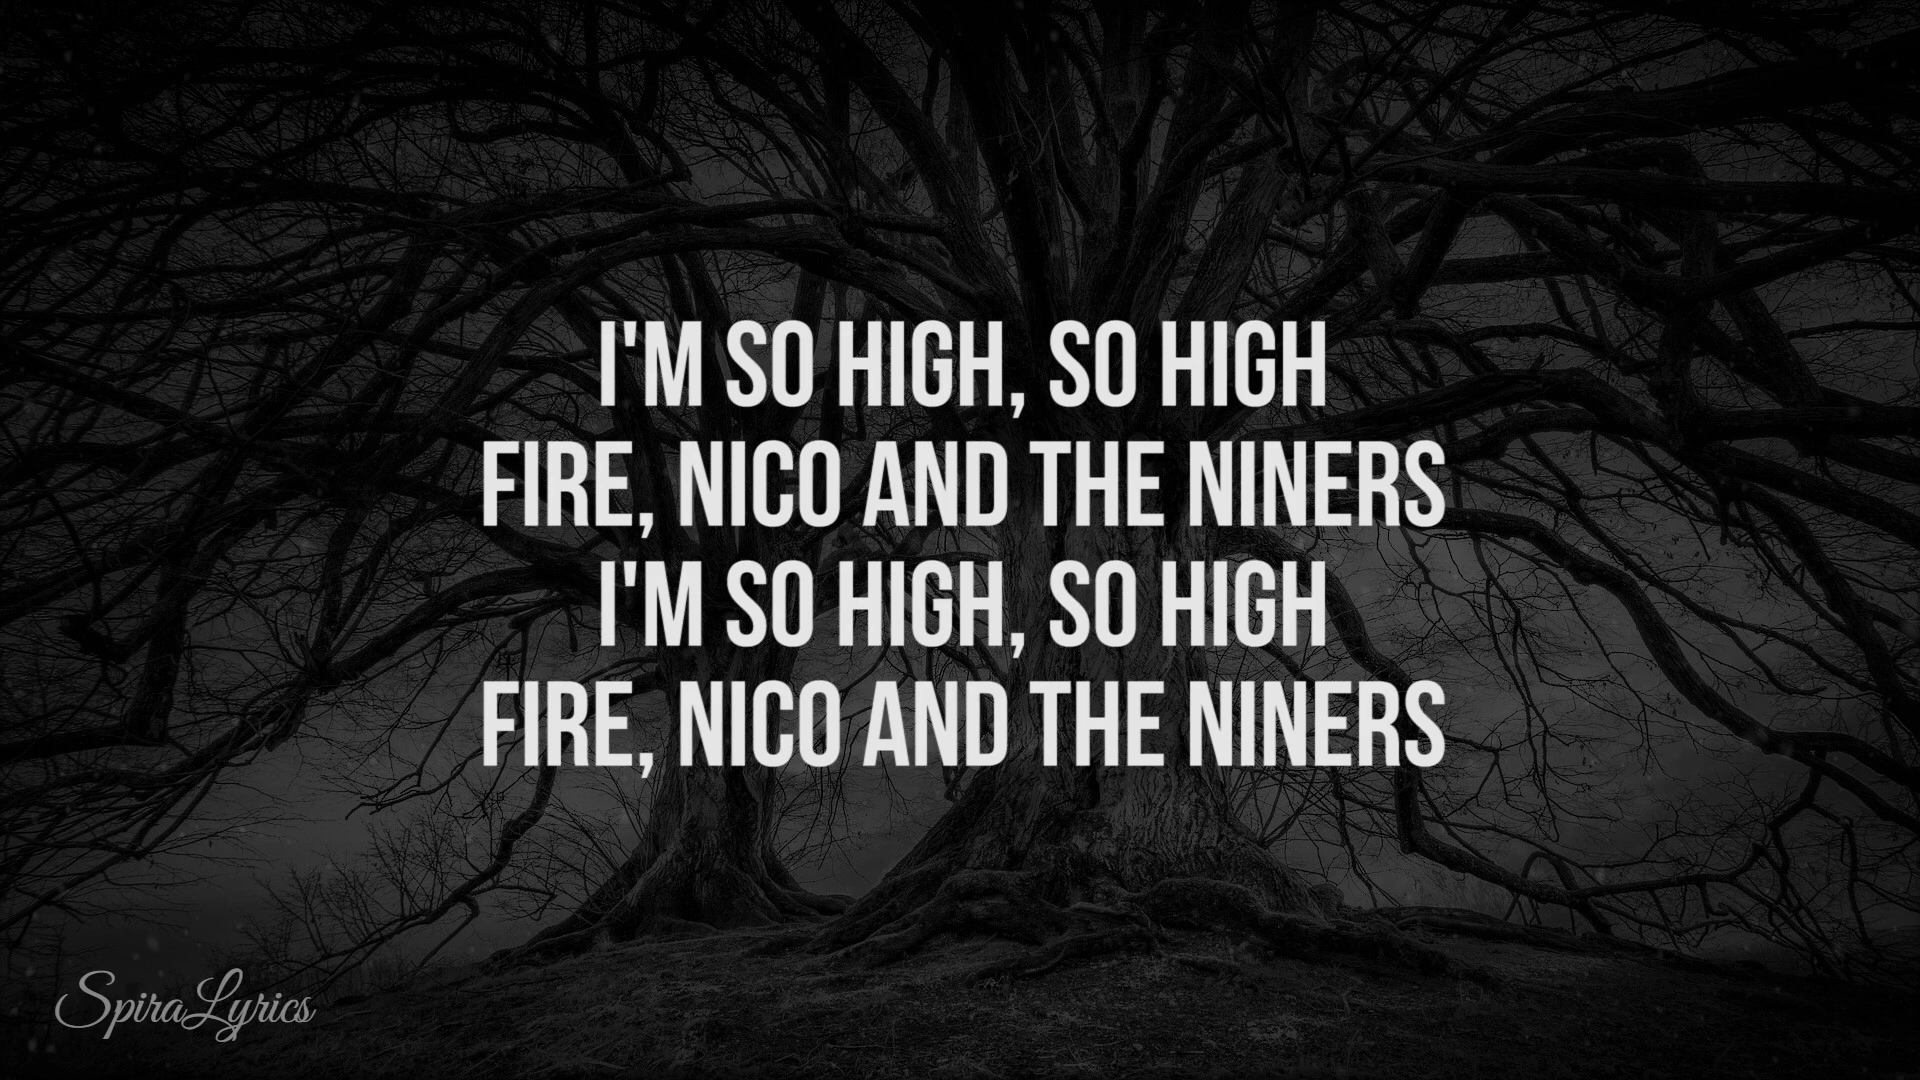 I'M SO HIGH, SO HIGH
FIRE, NICO AND THE NINERS
I'M SO HIGH, SO HIGH
FIRE, NICO AND THE NINERS
SpiraLyrics